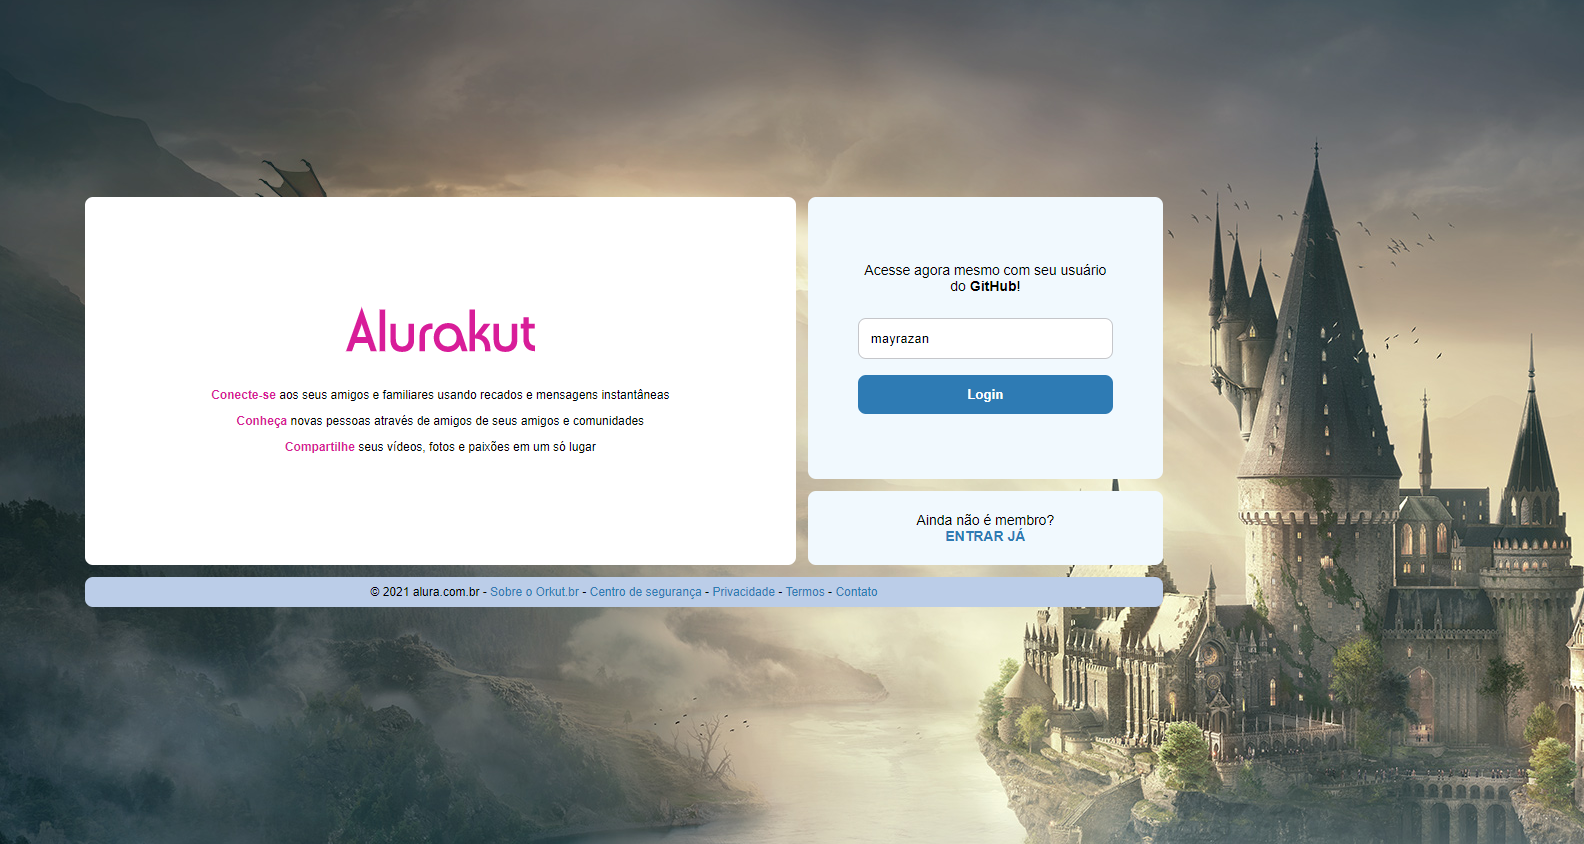 Alurakut
Conecte-se aos seus amigos e familiares usando recados e mensagens instantâneas
Conheça novas pessoas através de amigos de seus amigos e comunidades
Compartilhe seus vídeos, fotos e paixões em um só lugar
Acesse agora mesmo com seu usuário
do GitHub!
mayrazan
Login
Ainda não é membro?
ENTRAR JÁ
© 2021 alura.com.br - Sobre o Orkut.br - Centro de segurança - Privacidade - Termos - Contato